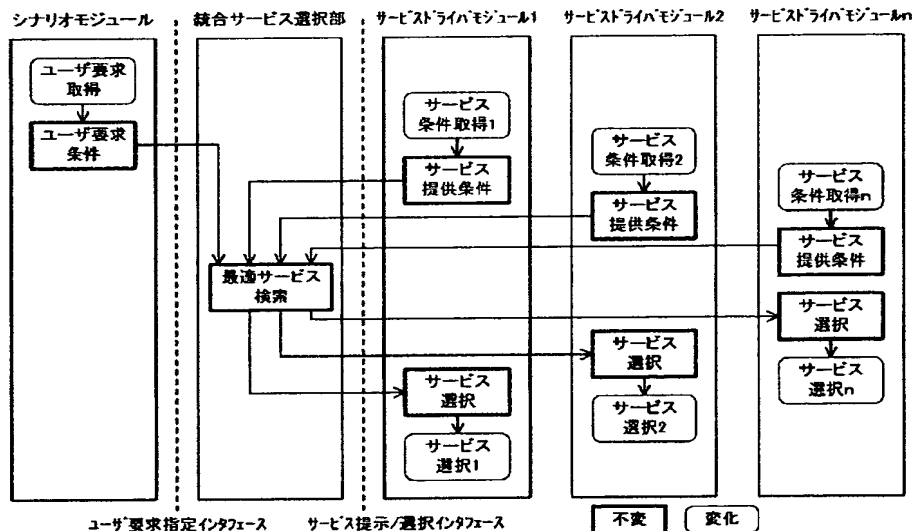 シナリオモジュール
統合サービス選択部
サービスドライバモジュール1
サービスドライバモジュール2
サービスドライバモジュールn
ユーザ要求
取得
ユーザ要求
条件
サービス
条件取得1
サービス
提供条件
サービス
条件取得2
サービス
提供条件
サービス
条件取得n
サービス
提供条件
最適サービス
検索
サービス
選択
サービス
選択1
サービス
選択
サービス
選択2
サービス
選択
サービス
選択n
ユーザ要求指定インタフェース
サービス提示/選択インタフェース
不変
変化